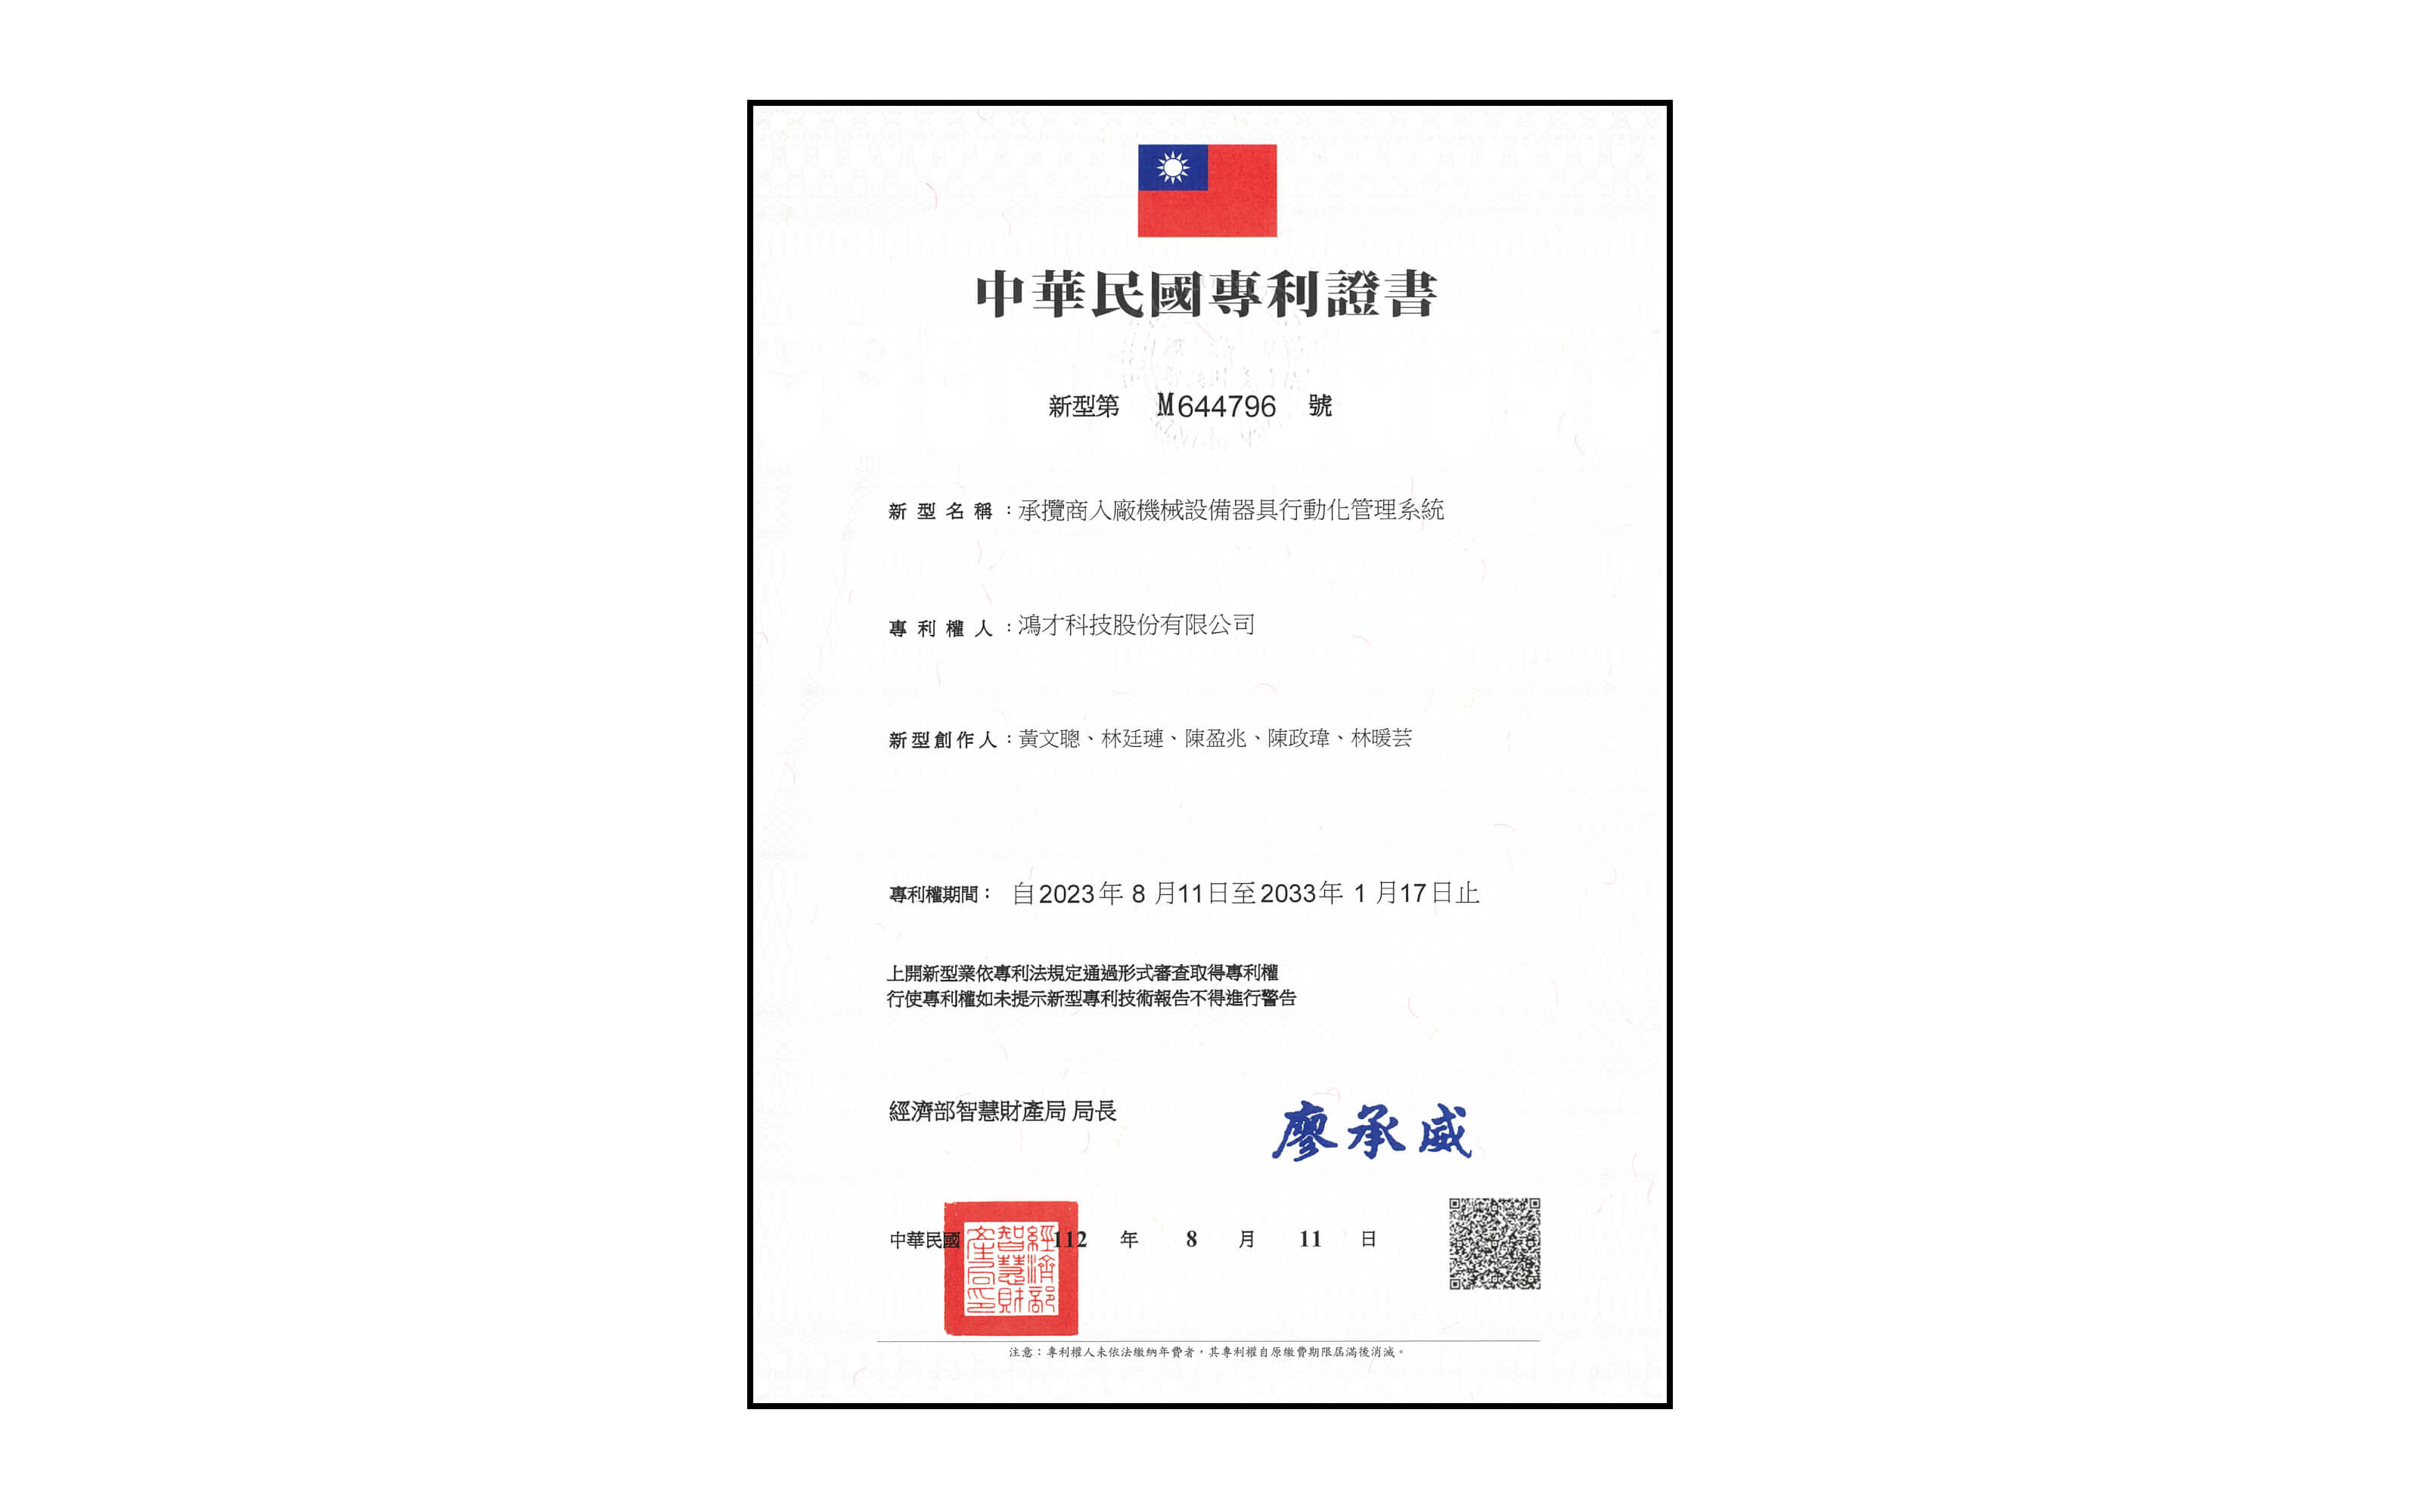 中華民國專利證書
新型第 M644796 號
新型名稱：承攬商入廠機械設備器具行動化管理系統
專利權人：鴻才科技股份有限公司
新型創作人：黃文聰、林廷璉、陳盈兆、陳政瑋、林暖芸
專利權期間： 自2023年 8 月11日至2033年 1 月17日止
上開新型業依專利法規定通過形式審查取得專利權
行使專利權如未提示新型專利技術報告不得進行警告
經濟部智慧財產局 局長
廖承威
中華民國 112 年 8 月 11 日
經濟部智慧財產局印
注意：專利權人未依法繳納年費者，其專利權自原繳費期限屆滿後消滅。